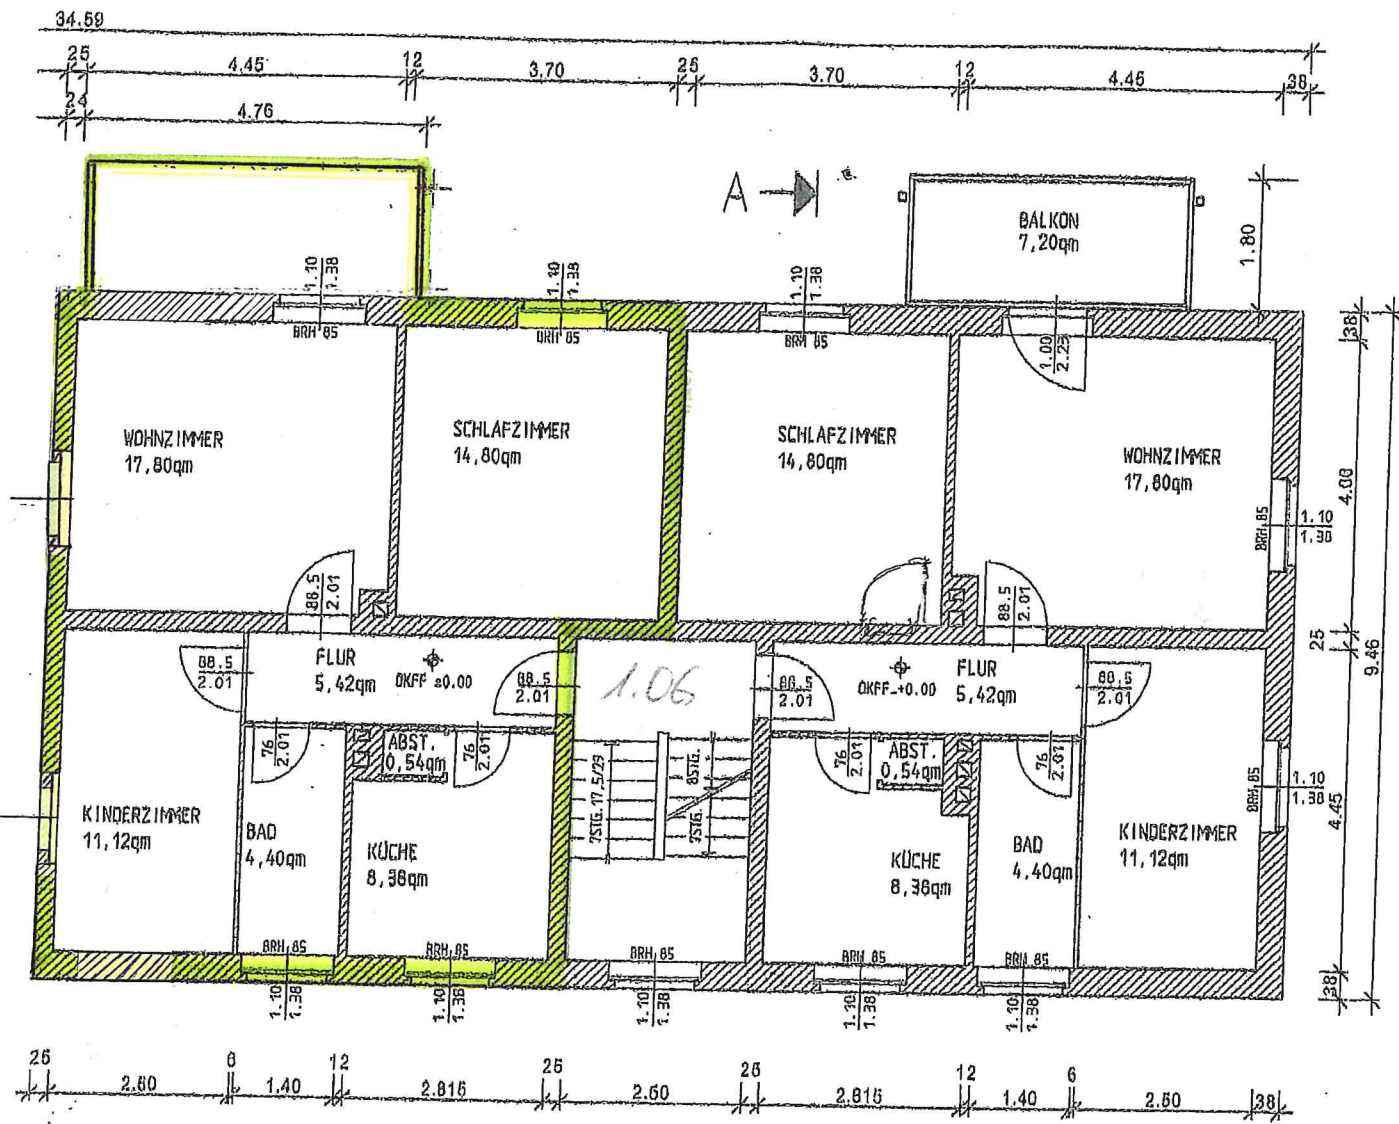 34.59
25 4.45 12 3.70 25 3.70 12 4.45 38
24 4.76
A
BALKON
7,20qm
1.80
1.10 1.38
1.10 1.38
1.10 1.38
BRH 85
BRH 85
BRH 85
1.00 2.25
38
WOHNZIMMER
17,80qm
SCHLAFZIMMER
14,80qm
SCHLAFZIMMER
14,80qm
WOHNZIMMER
17,80qm
BRH 85
1.10
1.38
4.00
88.5 2.01
88.5 2.01
25
9.46
88.5
2.01
FLUR
5,42qm
OKFF ±0.00
88.5
2.01
1.06
88.5
2.01
OKFF +0.00
FLUR
5,42qm
88.5
2.01
76 2.01
ABST.
0,54qm
76 2.01
7STG. 17,5/29
8STG.
76 2.01
ABST.
0,54qm
76 2.01
BRH 85
1.10
1.38
4.45
KINDERZIMMER
11,12qm
BAD
4,40qm
KÜCHE
8,38qm
KÜCHE
8,38qm
BAD
4,40qm
KINDERZIMMER
11,12qm
BRH 85
BRH 85
BRH 85
BRH 85
BRH 85
38
1.10 1.38
1.10 1.38
1.10 1.38
1.10 1.38
1.10 1.38
26 2.60 6 1.40 12 2.815 25 2.60 26 2.815 12 1.40 6 2.60 38